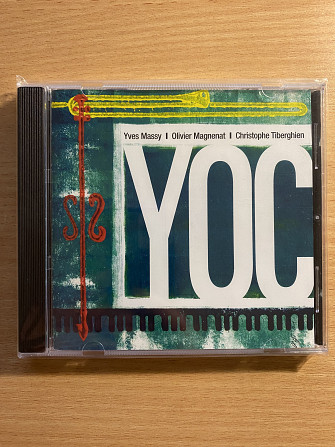 Yves Massy | Olivier Magnenat | Christophe Tiberghien
YOC